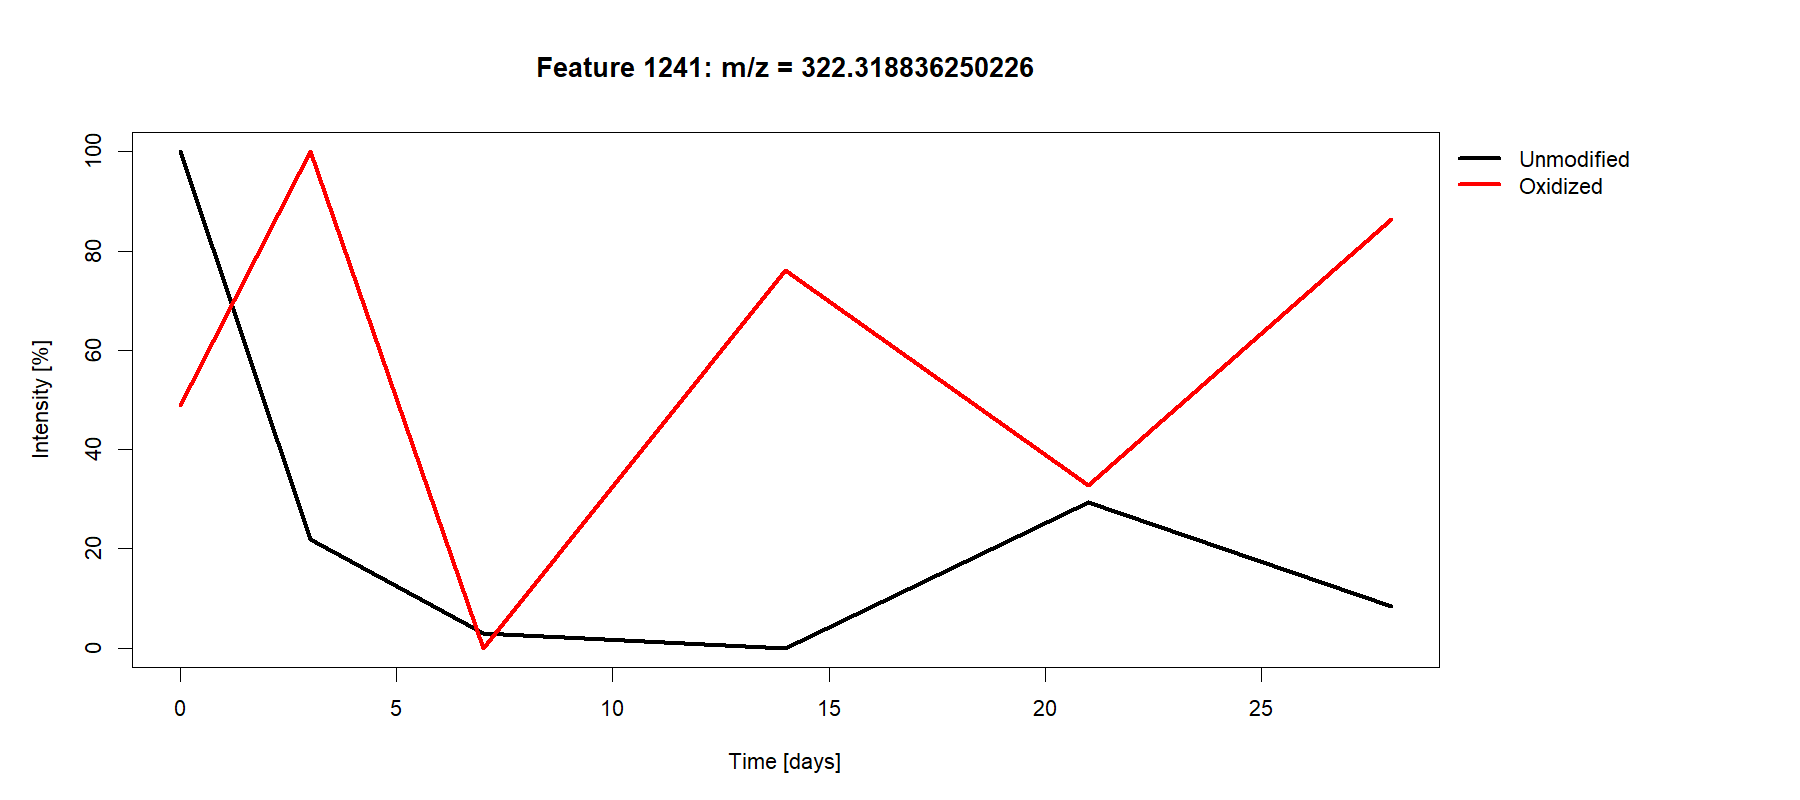 Feature 1241: m/z = 322.318836250226
Unmodified
Oxidized
100
80
60
40
20
0
Intensity [%]
0 5 10 15 20 25
Time [days]